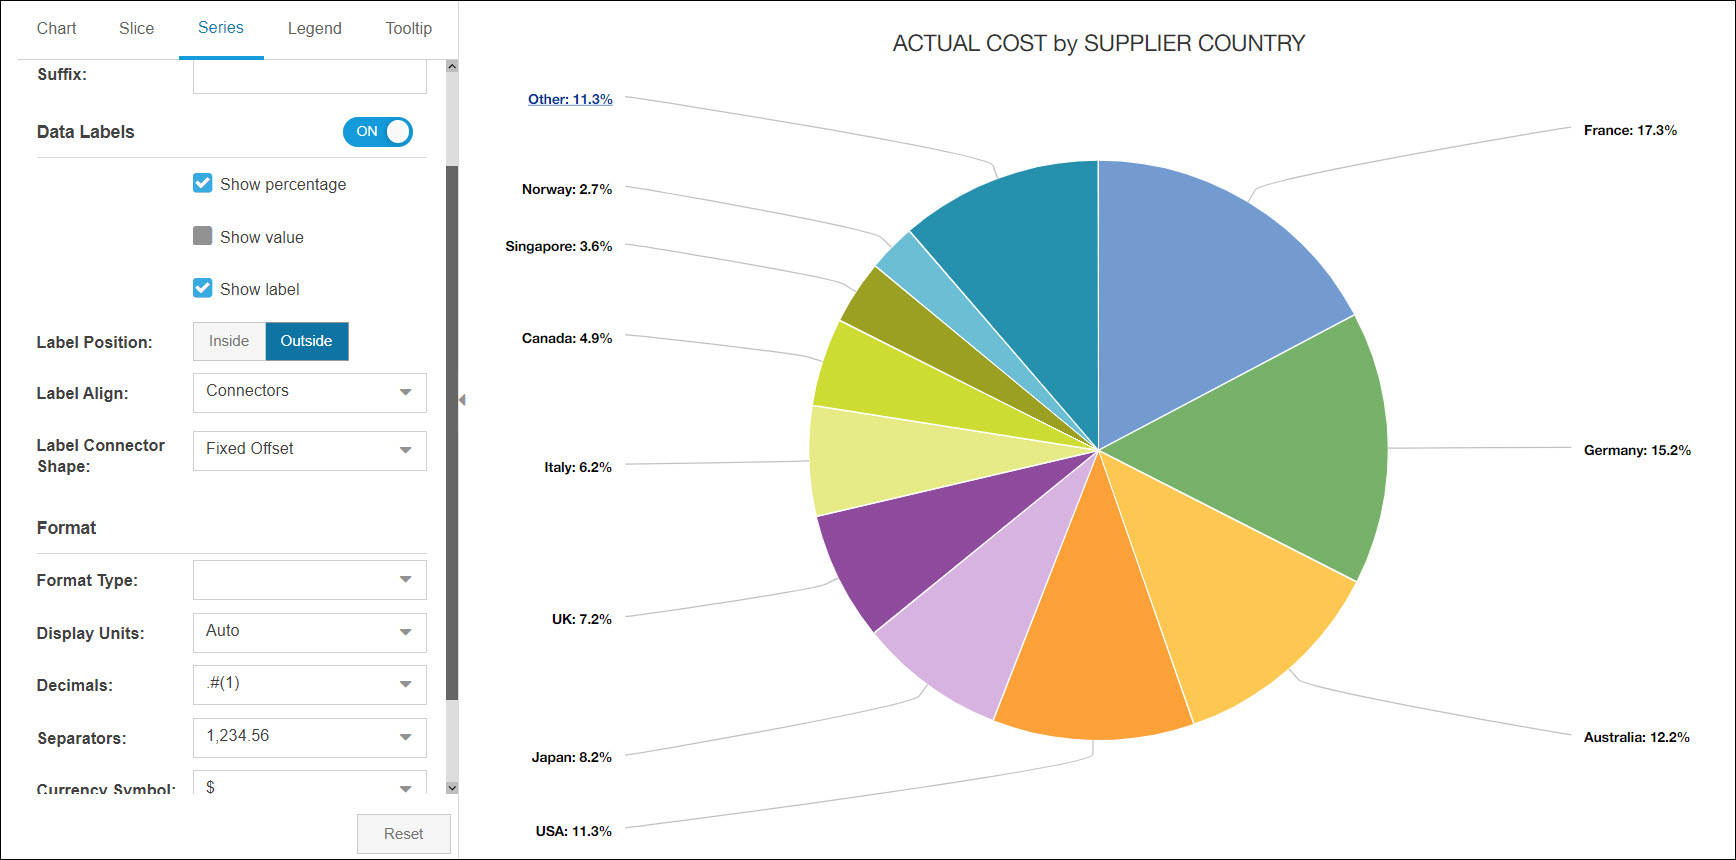 Chart Slice Series Legend Tooltip
Suffix:
Data Labels ON
Show percentage
Show value
Show label
Label Position: Inside Outside
Label Align: Connectors
Label Connector Shape: Fixed Offset
Format
Format Type:
Display Units: Auto
Decimals: .#(1)
Separators: 1,234.56
Currency Symbol: $
Reset
ACTUAL COST by SUPPLIER COUNTRY
Other: 11.3%
France: 17.3%
Norway: 2.7%
Singapore: 3.6%
Canada: 4.9%
Germany: 15.2%
Italy: 6.2%
UK: 7.2%
Australia: 12.2%
Japan: 8.2%
USA: 11.3%